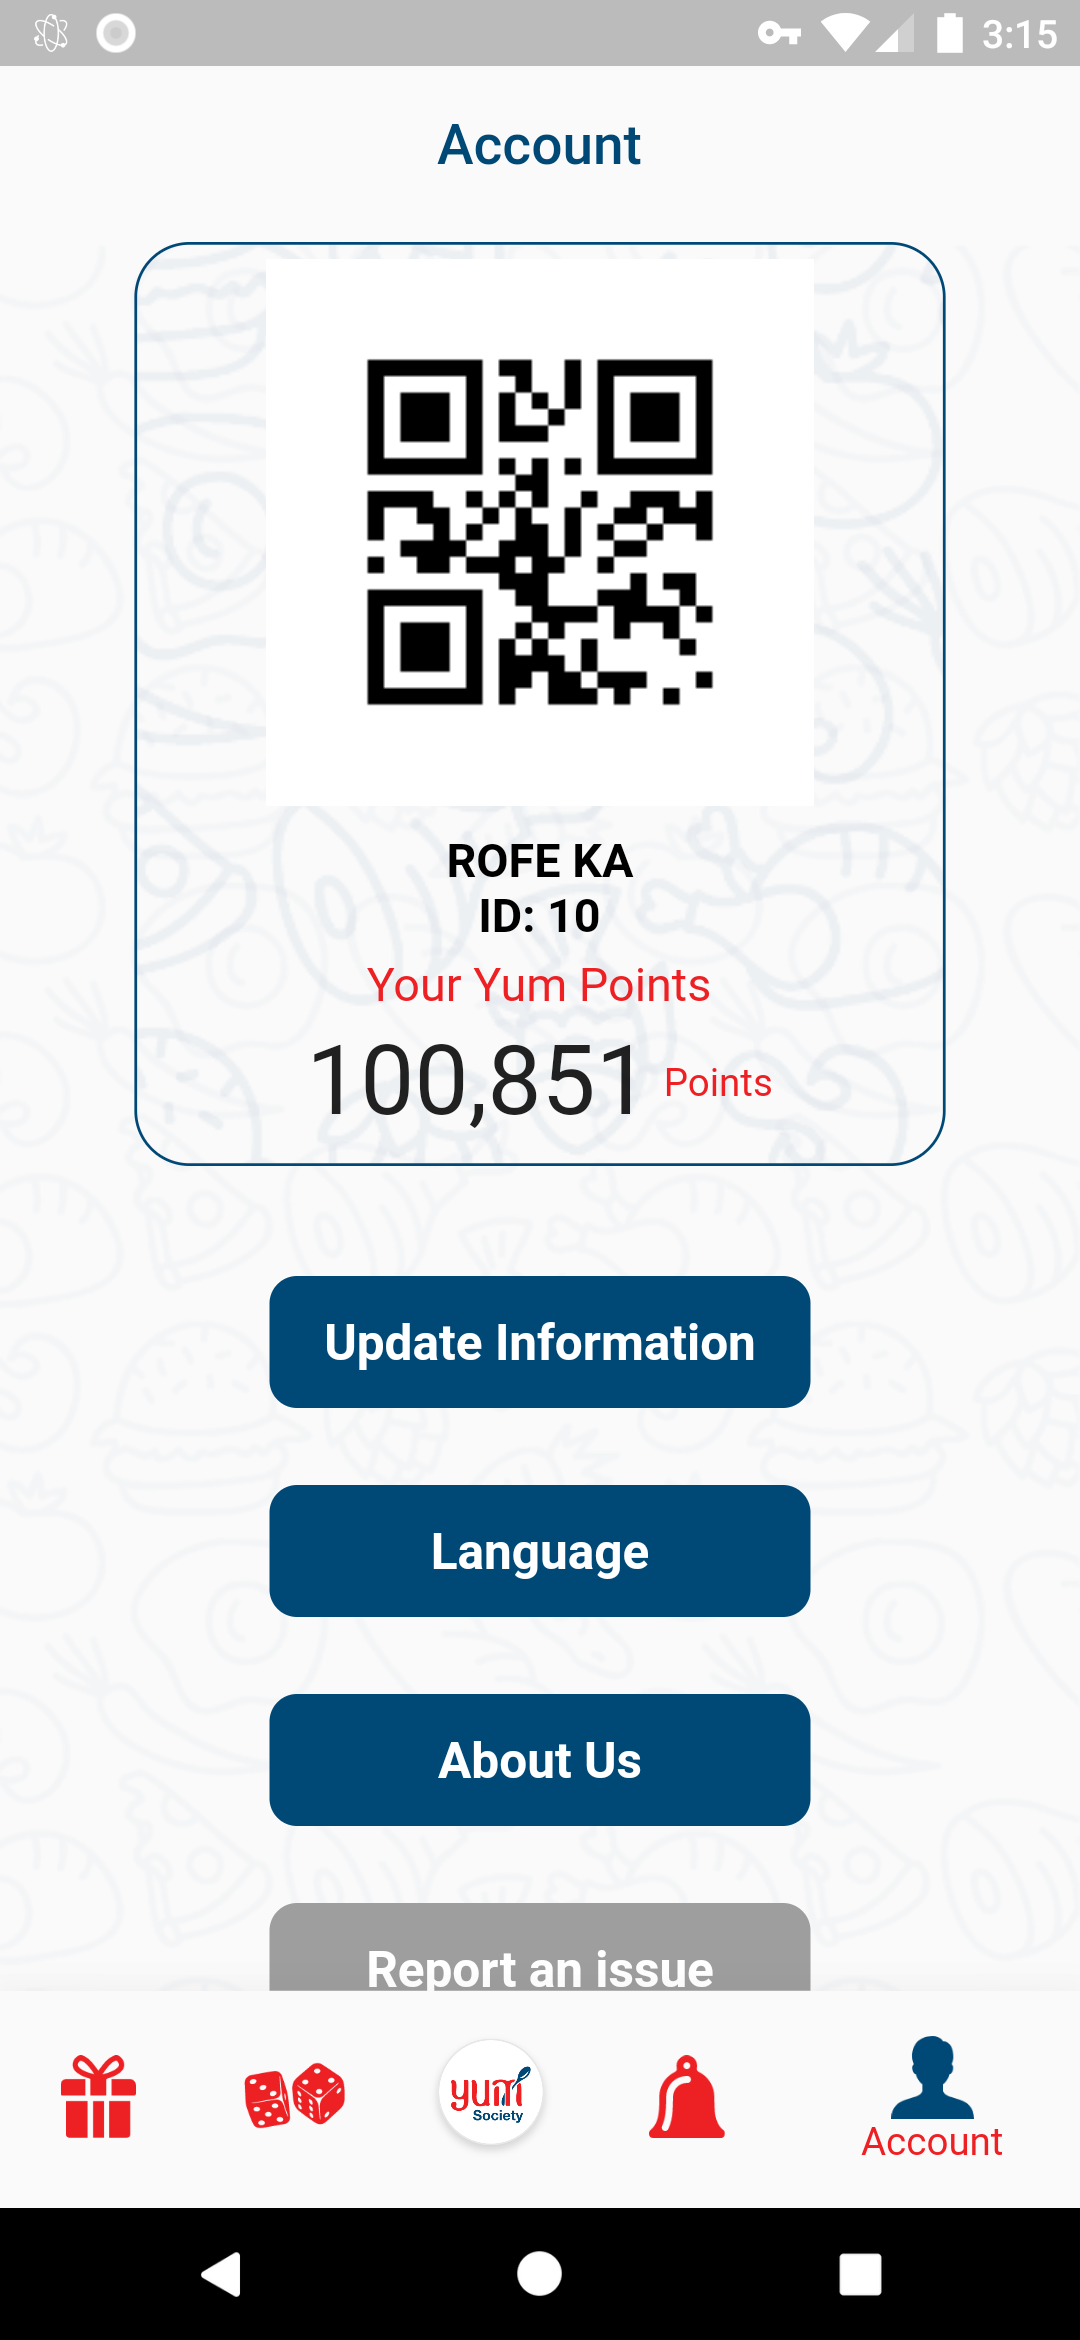 3:15
Account
ROFE KA
ID: 10
Your Yum Points
100,851 Points
Update Information
Language
About Us
Report an issue
yum
Society
Account